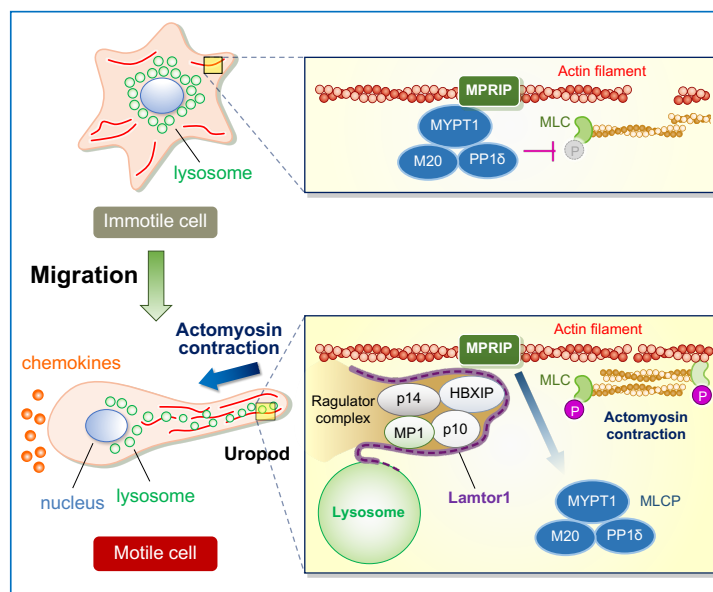 Actin filament
MPRIP
MYPT1
MLC
M20
PP1δ
P
lysosome
Immotile cell
Migration
Actomyosin
contraction
chemokines
Uropod
nucleus
lysosome
Motile cell
Actin filament
MPRIP
MLC
P
P
Ragulator
complex
p14
HBXIP
MP1
p10
Actomyosin
contraction
Lamtor1
Lysosome
MYPT1
MLCP
M20
PP1δ